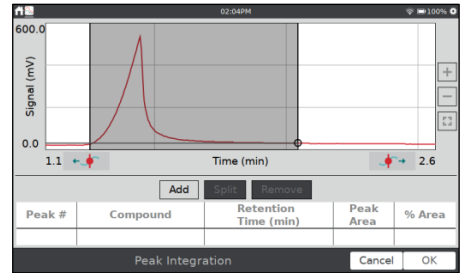 02:04PM 100%
600.0
Signal (mV)
0.0
1.1 Time (min) 2.6
Add Split Remove
Peak # Compound Retention Time (min) Peak Area % Area
Peak Integration Cancel OK